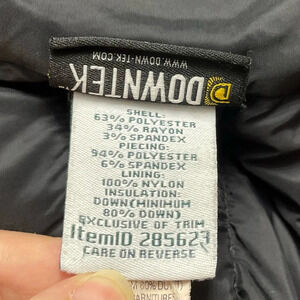 WWW.DOWN-TEK.COM
DOWNTEK
SHELL:
63% POLYESTER
34% RAYON
3% SPANDEX
PIECING:
94% POLYESTER
6% SPANDEX
LINING:
100% NYLON
INSULATION:
DOWN(MINIMUM
80% DOWN)
EXCLUSIVE OF TRIM
ItemID 285623
CARE ON REVERSE